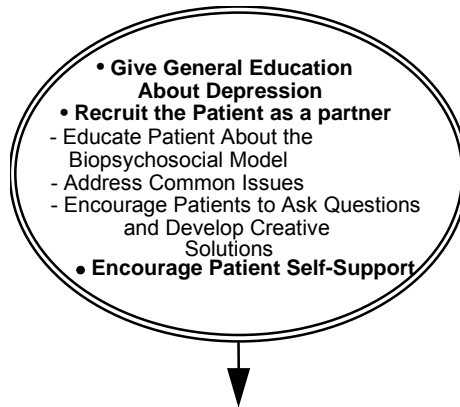 • Give General Education
About Depression
• Recruit the Patient as a partner
- Educate Patient About the
Biopsychosocial Model
- Address Common Issues
- Encourage Patients to Ask Questions
and Develop Creative
Solutions
• Encourage Patient Self-Support